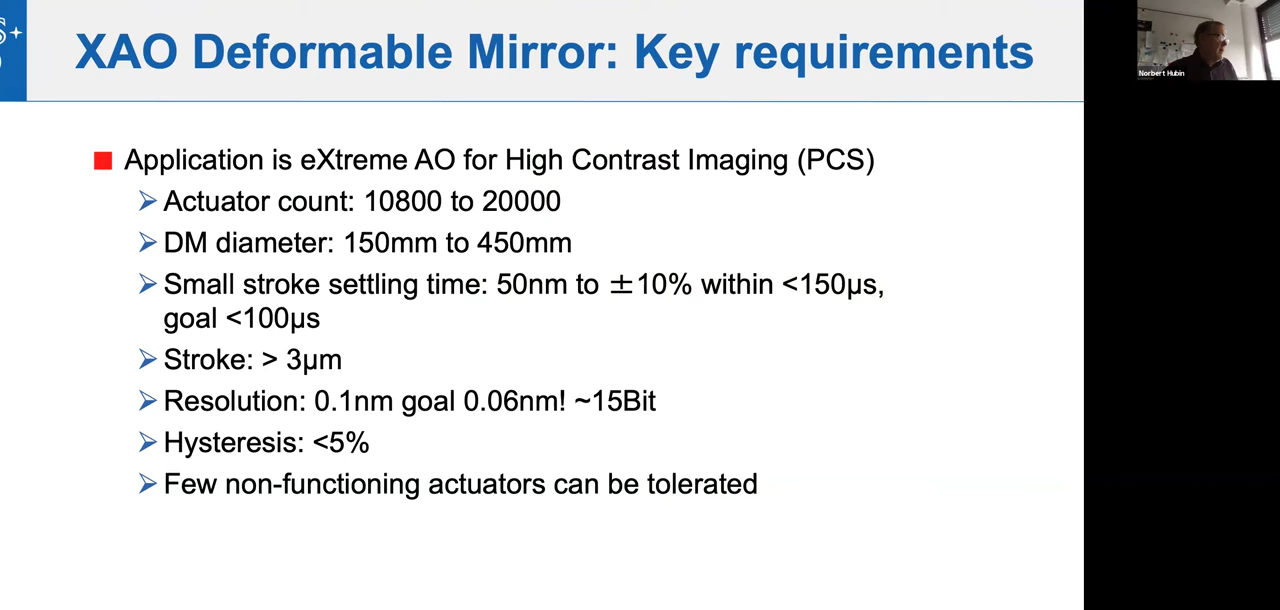 XAO Deformable Mirror: Key requirements
Application is eXtreme AO for High Contrast Imaging (PCS)
Actuator count: 10800 to 20000
DM diameter: 150mm to 450mm
Small stroke settling time: 50nm to ±10% within <150µs,
goal <100µs
Stroke: > 3µm
Resolution: 0.1nm goal 0.06nm! ~15Bit
Hysteresis: <5%
Few non-functioning actuators can be tolerated
Norbert Hubin